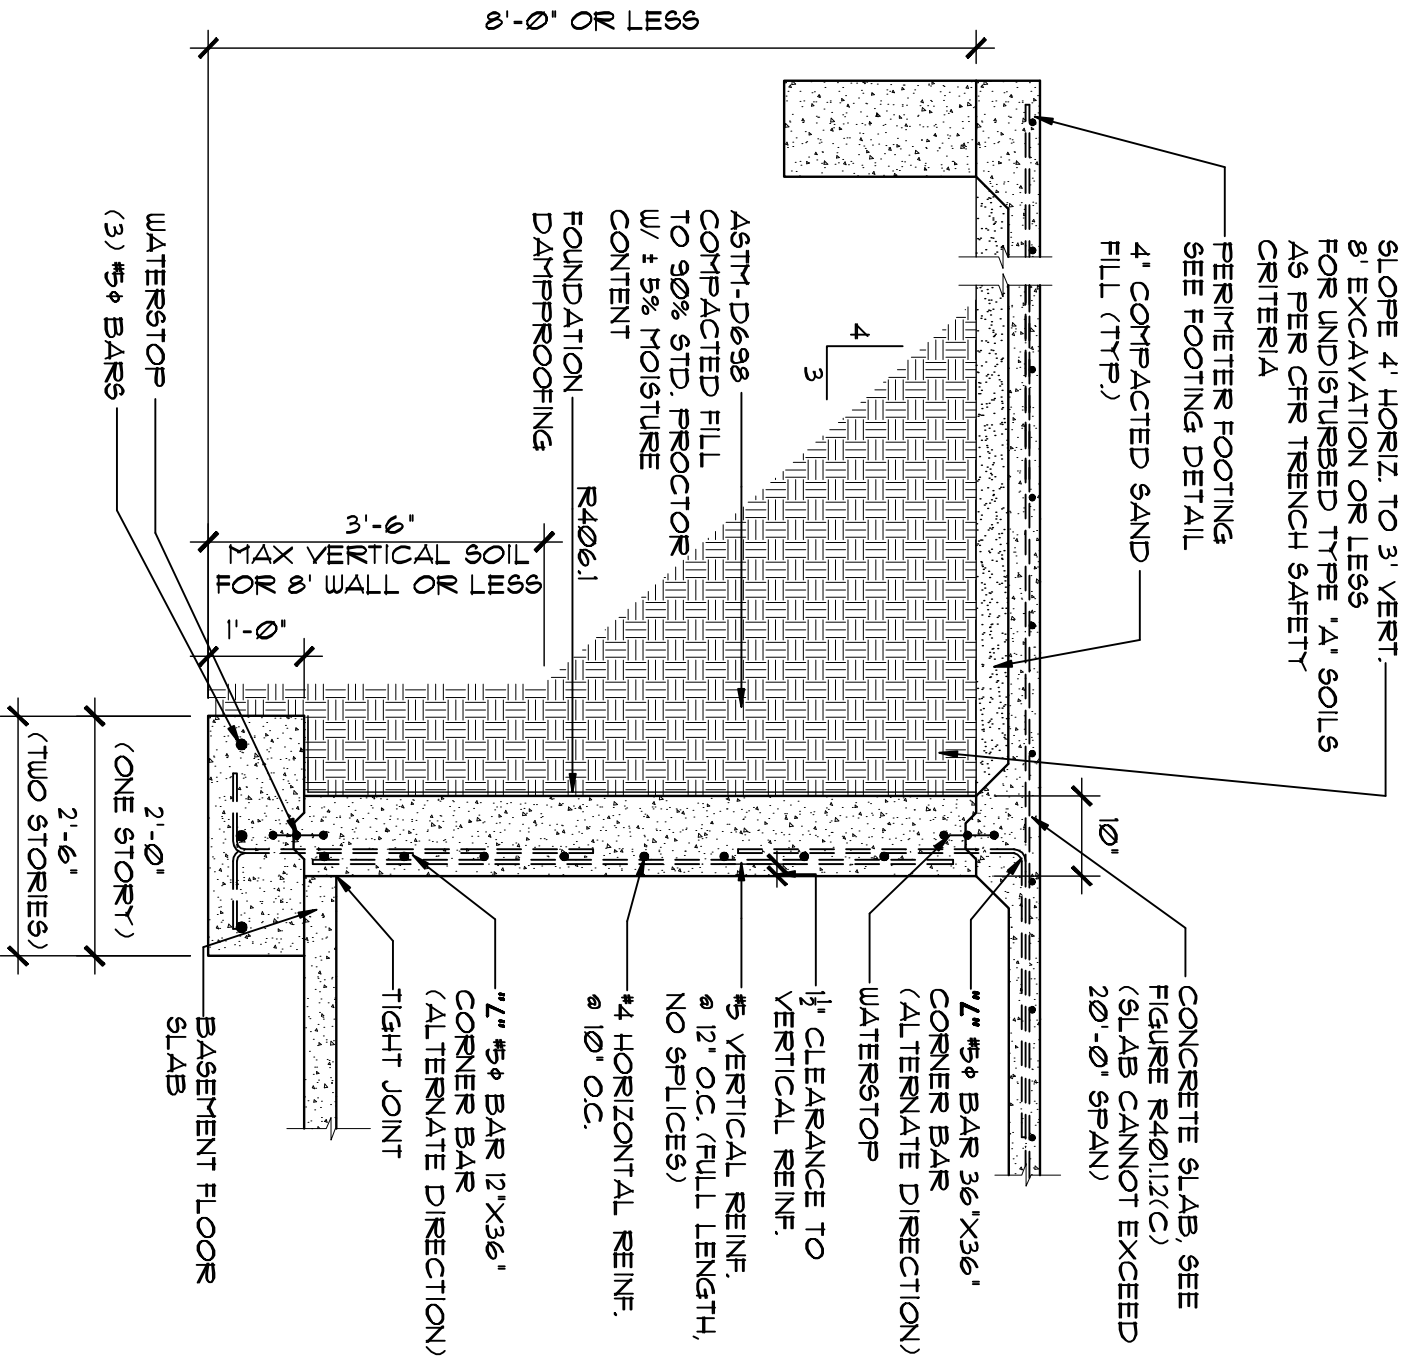 8'-0" OR LESS
SLOPE 4' HORIZ. TO 3' VERT.
8' EXCAVATION OR LESS
FOR UNDISTURBED TYPE "A" SOILS
AS PER CFR TRENCH SAFETY
CRITERIA
PERIMETER FOOTING
SEE FOOTING DETAIL
4" COMPACTED SAND
FILL (TYP.)
4
3
ASTM-D698
COMPACTED FILL
TO 90% STD. PROCTOR
W/ ± 5% MOISTURE
CONTENT
FOUNDATION
DAMPPROOFING
R406.1
3'-6"
MAX VERTICAL SOIL
FOR 8' WALL OR LESS
1'-0"
WATERSTOP
(3) #5φ BARS
10"
CONCRETE SLAB, SEE
FIGURE R401.1.2(C)
(SLAB CANNOT EXCEED
20'-0" SPAN)
"L" #5φ BAR 36"X36"
CORNER BAR
(ALTERNATE DIRECTION)
WATERSTOP
1½" CLEARANCE TO
VERTICAL REINF.
#5 VERTICAL REINF.
@ 12" O.C. (FULL LENGTH,
NO SPLICES)
#4 HORIZONTAL REINF.
@ 10" O.C.
"L" #5φ BAR 12"X36"
CORNER BAR
(ALTERNATE DIRECTION)
TIGHT JOINT
BASEMENT FLOOR
SLAB
2'-0"
(ONE STORY)
2'-6"
(TWO STORIES)